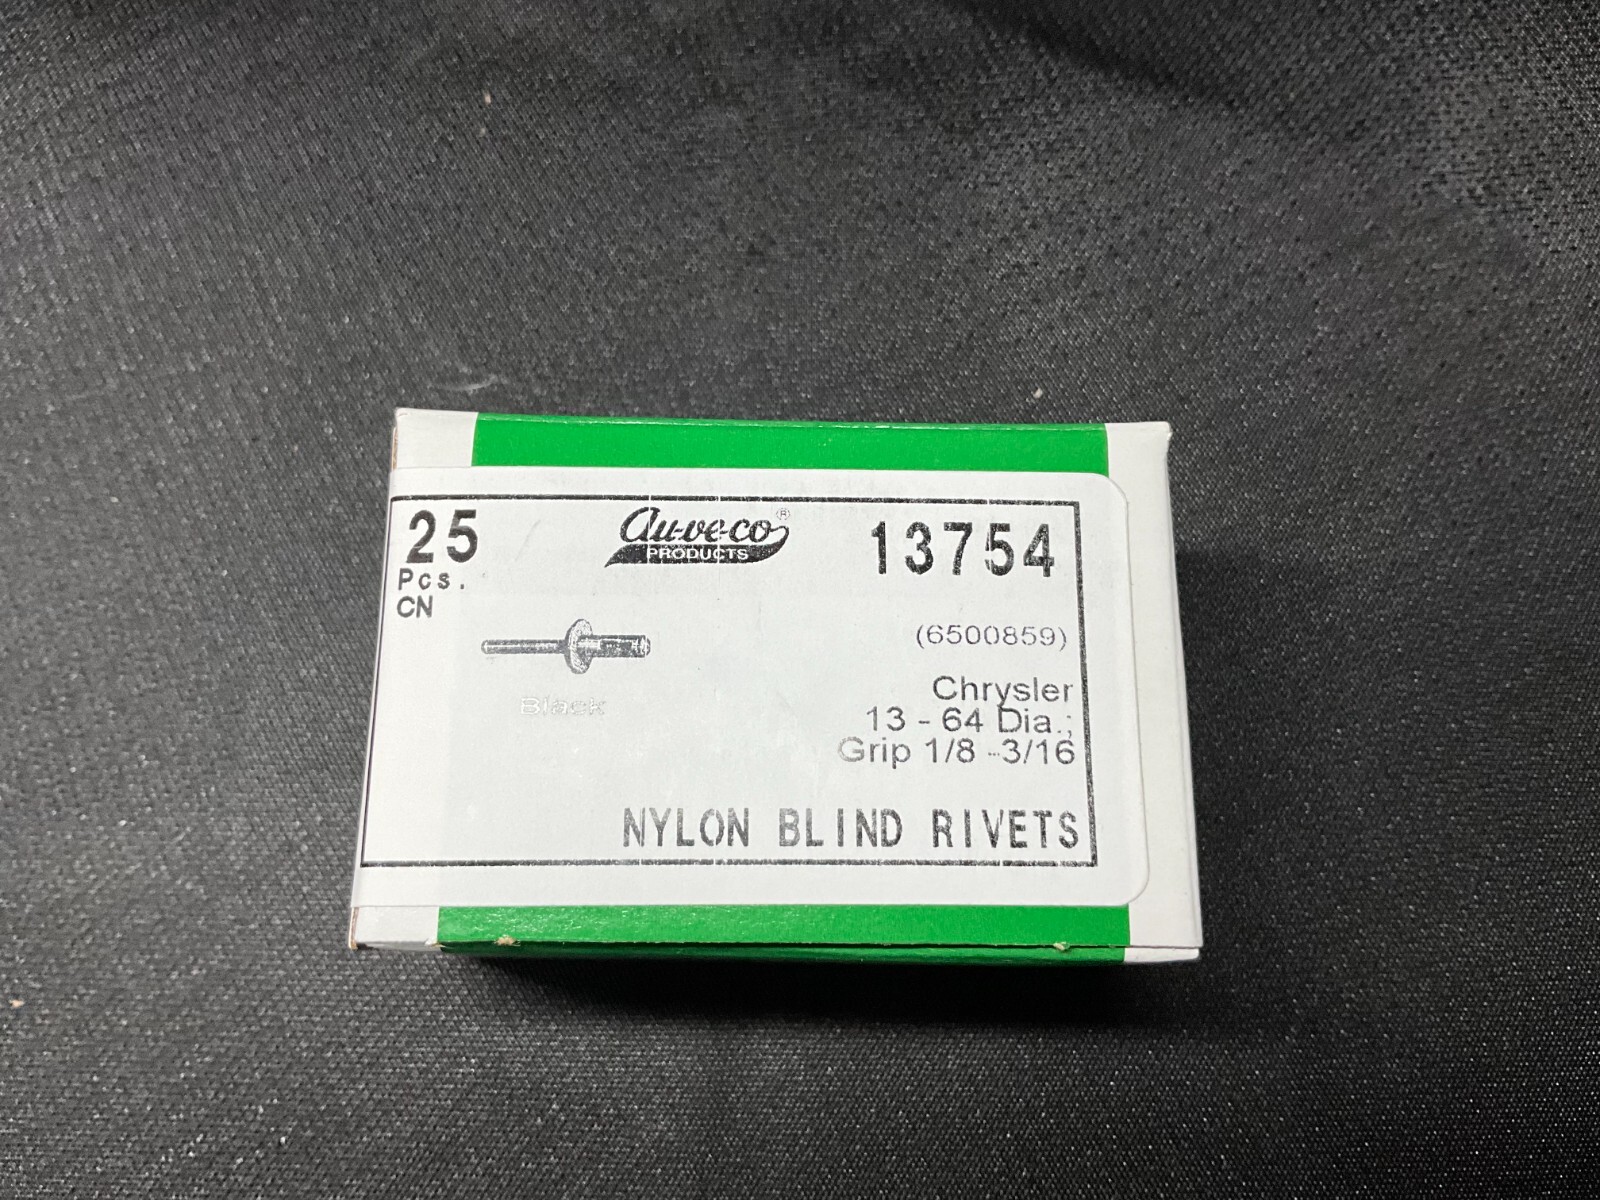 25
Pcs.
CN
Au-ve-co®
PRODUCTS
13754
(6500859)
Black
Chrysler
13 - 64 Dia.;
Grip 1/8 -3/16
NYLON BLIND RIVETS